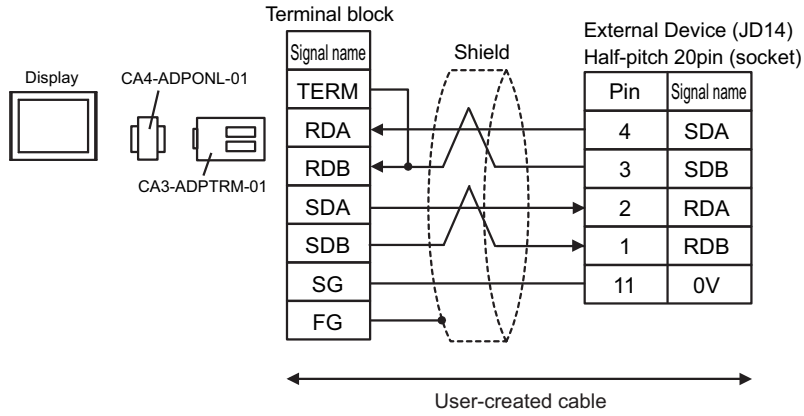 Terminal block
External Device (JD14)
Half-pitch 20pin (socket)
Display
CA4-ADPONL-01
CA3-ADPTRM-01
Signal name
TERM
RDA
RDB
SDA
SDB
SG
FG
Shield
Pin Signal name
4 SDA
3 SDB
2 RDA
1 RDB
11 0V
User-created cable